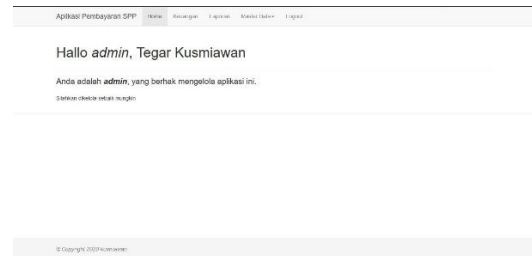 Aplikasi Pembayaran SPP Home Keuangan Laporan Master Logout
Hallo admin, Tegar Kusmiawan
Anda adalah admin, yang berhak mengelola aplikasi ini.
Silahkan dikelola sebaik mungkin
© Copyright 2020 kusmiawan